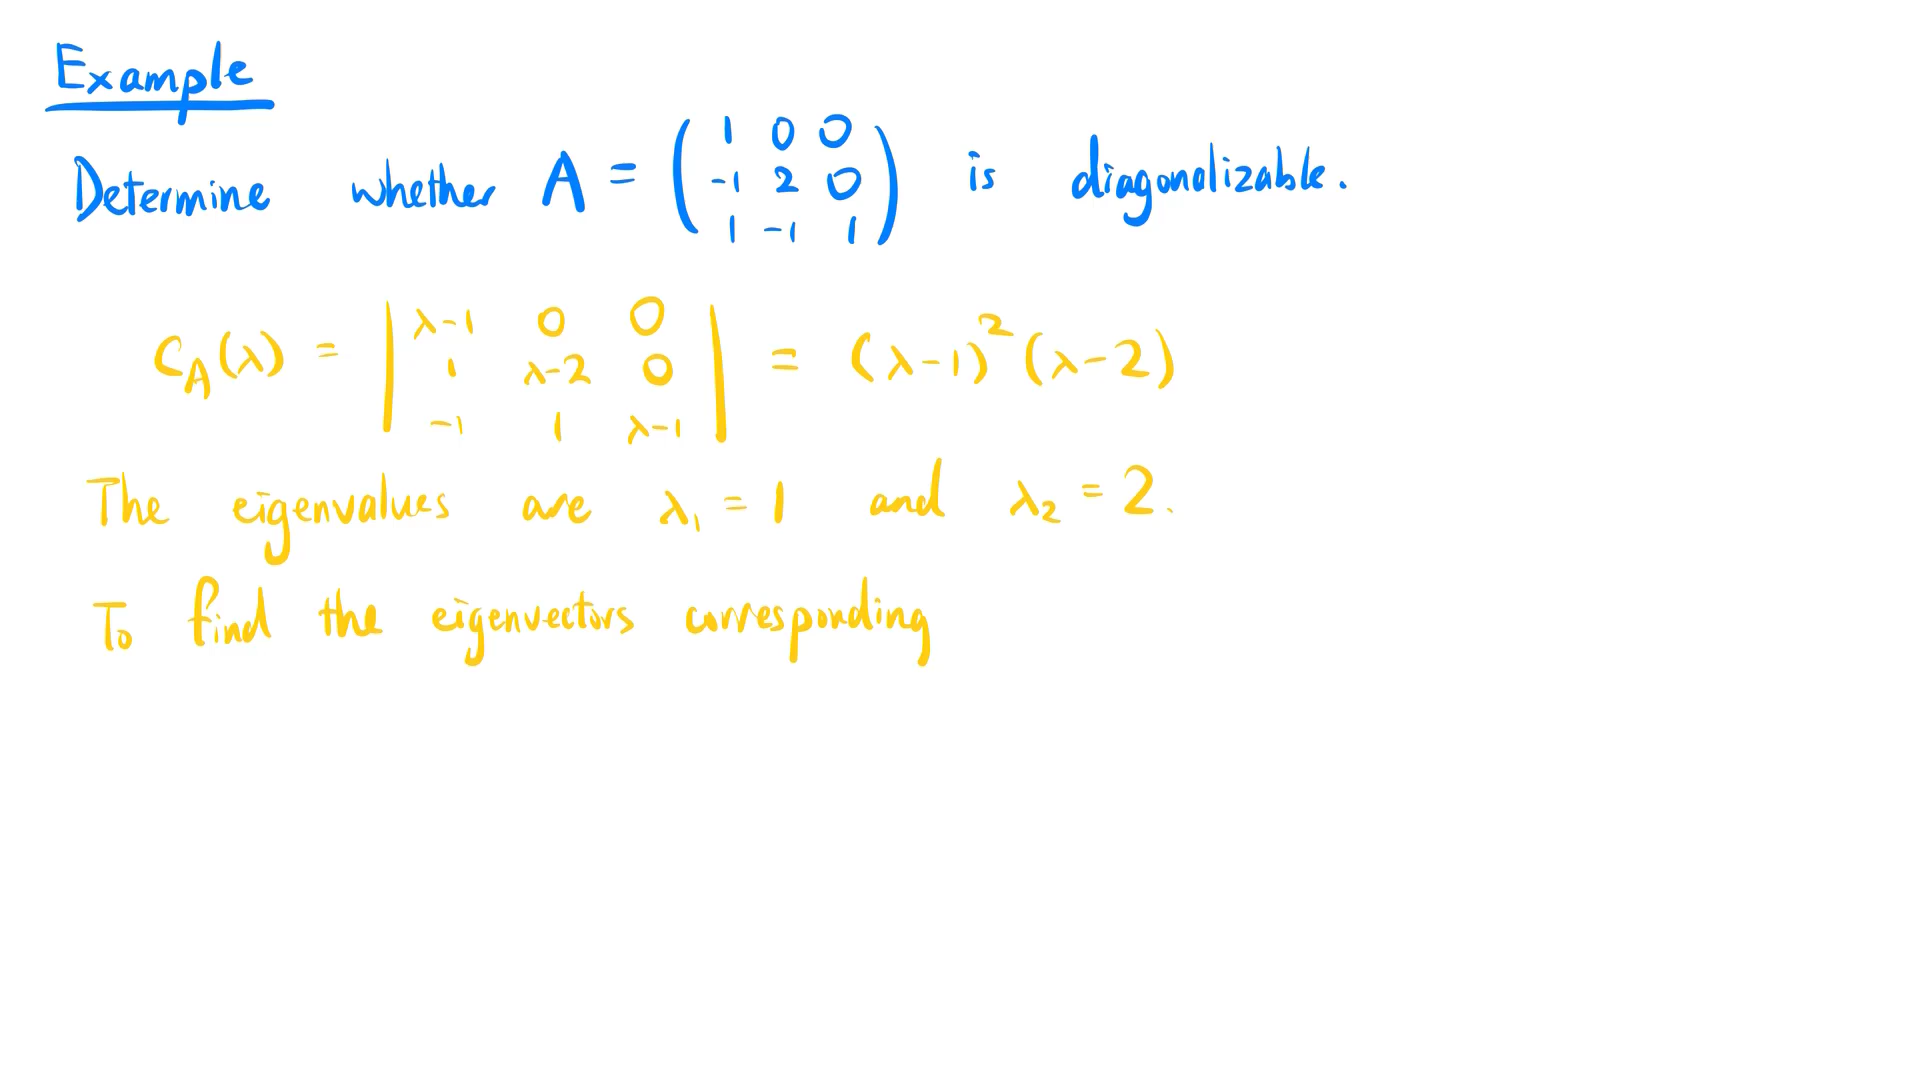 Example
Determine whether A = ( 1 0 0
-1 2 0
1 -1 1 ) is diagonalizable.
C_A(λ) = | λ-1 0 0
1 λ-2 0
-1 1 λ-1 | = (λ-1)²(λ-2)
The eigenvalues are λ₁ = 1 and λ₂ = 2.
To find the eigenvectors corresponding